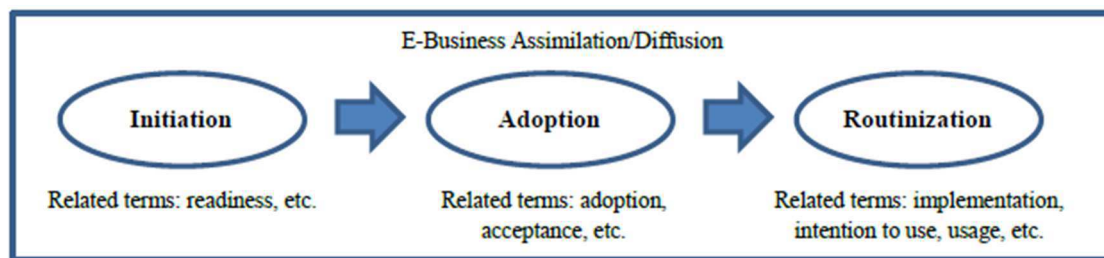 E-Business Assimilation/Diffusion
Initiation
Adoption
Routinization
Related terms: readiness, etc.
Related terms: adoption,
acceptance, etc.
Related terms: implementation,
intention to use, usage, etc.